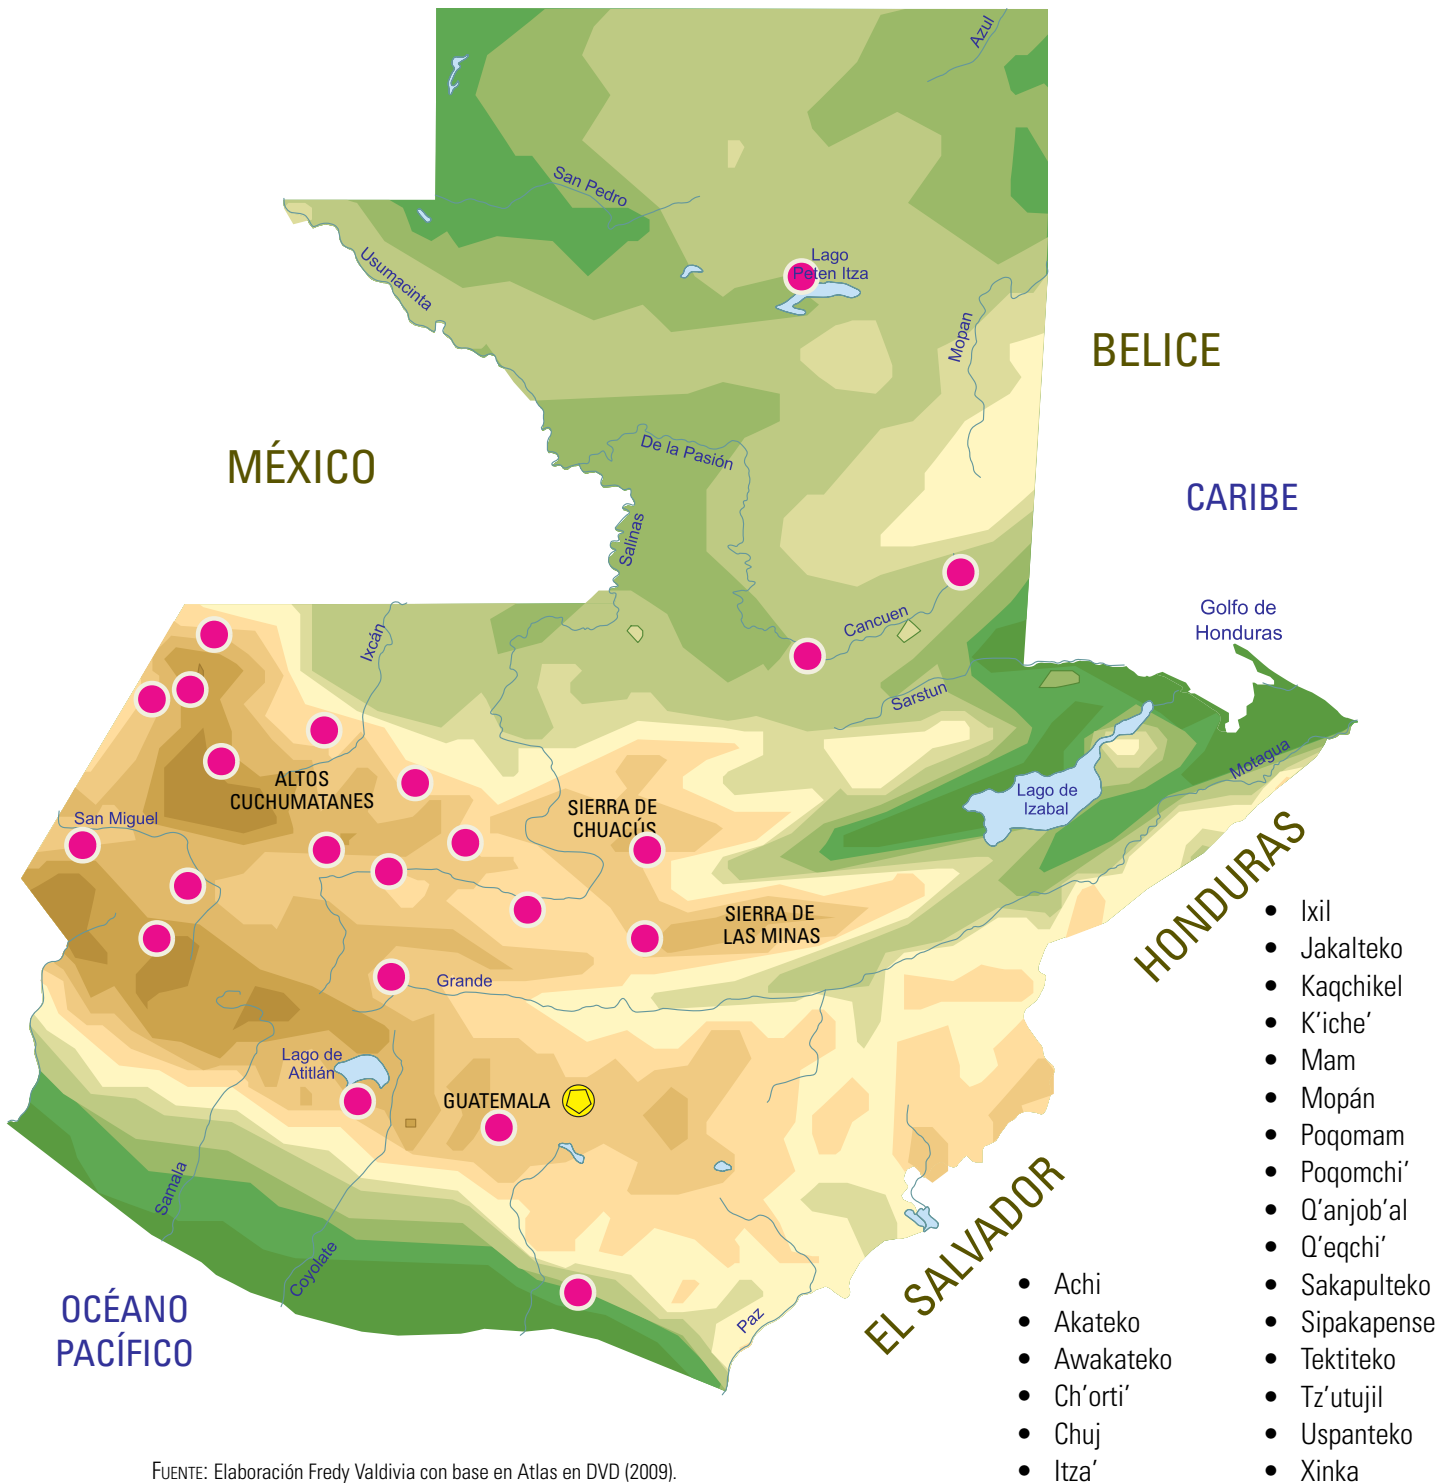 Azul
San Pedro
Usumacinta
Lago
Peten Itza
Mopan
BELICE
MÉXICO
De la Pasión
CARIBE
Salinas
Golfo de
Honduras
Cancuen
Ixcán
Sarstun
Motagua
ALTOS
CUCHUMATANES
Lago de
Izabal
SIERRA DE
CHUACÚS
San Miguel
HONDURAS
SIERRA DE
LAS MINAS
Grande
Lago de
Atitlán
GUATEMALA
Samala
Coyolate
EL SALVADOR
Paz
OCÉANO
PACÍFICO
• Achi
• Akateko
• Awakateko
• Ch’orti’
• Chuj
• Itza’
• Ixil
• Jakalteko
• Kaqchikel
• K’iche’
• Mam
• Mopán
• Poqomam
• Poqomchi’
• Q’anjob’al
• Q’eqchi’
• Sakapulteko
• Sipakapense
• Tektiteko
• Tz’utujil
• Uspanteko
• Xinka
FUENTE: Elaboración Fredy Valdivia con base en Atlas en DVD (2009).